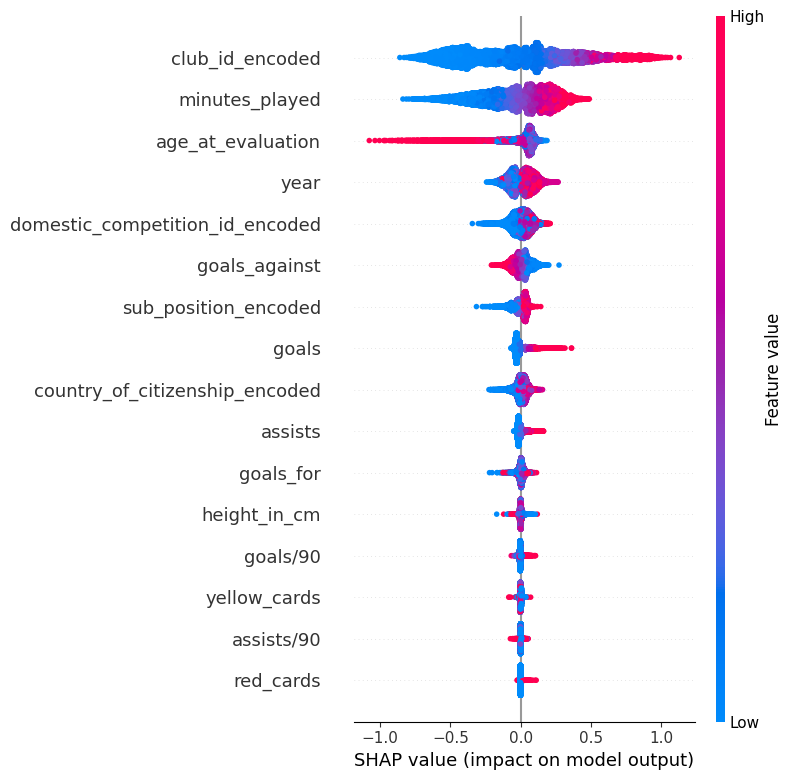 High
club_id_encoded
minutes_played
age_at_evaluation
year
domestic_competition_id_encoded
goals_against
sub_position_encoded
goals
country_of_citizenship_encoded
assists
goals_for
height_in_cm
goals/90
yellow_cards
assists/90
red_cards
Feature value
Low
−1.0 −0.5 0.0 0.5 1.0
SHAP value (impact on model output)